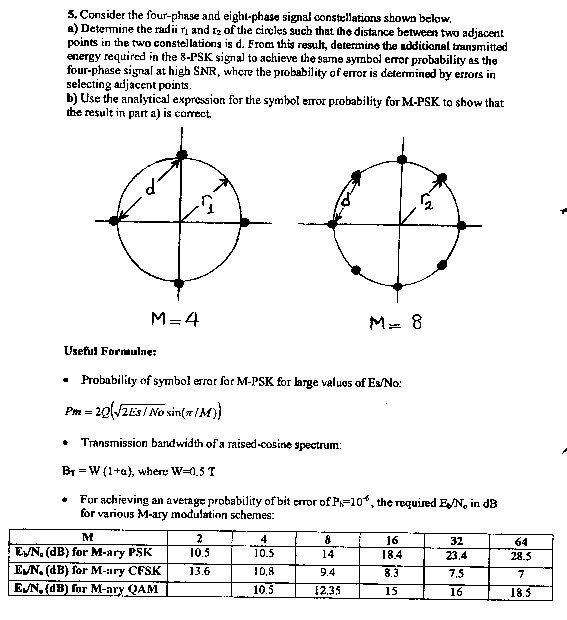 5. Consider the four-phase and eight-phase signal constellations shown below.
a) Determine the radii r₁ and r₂ of the circles such that the distance between two adjacent
points in the two constellations is d. From this result, determine the additional transmitted
energy required in the 8-PSK signal to achieve the same symbol error probability as the
four-phase signal at high SNR, where the probability of error is determined by errors in
selecting adjacent points.
b) Use the analytical expression for the symbol error probability for M-PSK to show that
the result in part a) is correct.
d r₁ d r₂
M=4 M= 8
Useful Formulae:
• Probability of symbol error for M-PSK for large values of Es/No:
Pm = 2Q(√2Es / No sin(π / M))
• Transmission bandwidth of a raised-cosine spectrum:
B_T = W (1+α), where W=0.5 T
• For achieving an average probability of bit error of P_b=10⁻⁶, the required E_b/N_o in dB
for various M-ary modulation schemes:
M 2 4 8 16 32 64
E_b/N_o (dB) for M-ary PSK 10.5 10.5 14 18.4 23.4 28.5
E_b/N_o (dB) for M-ary CFSK 13.6 10.8 9.4 8.3 7.5 7
E_b/N_o (dB) for M-ary QAM 10.5 12.35 15 16 18.5